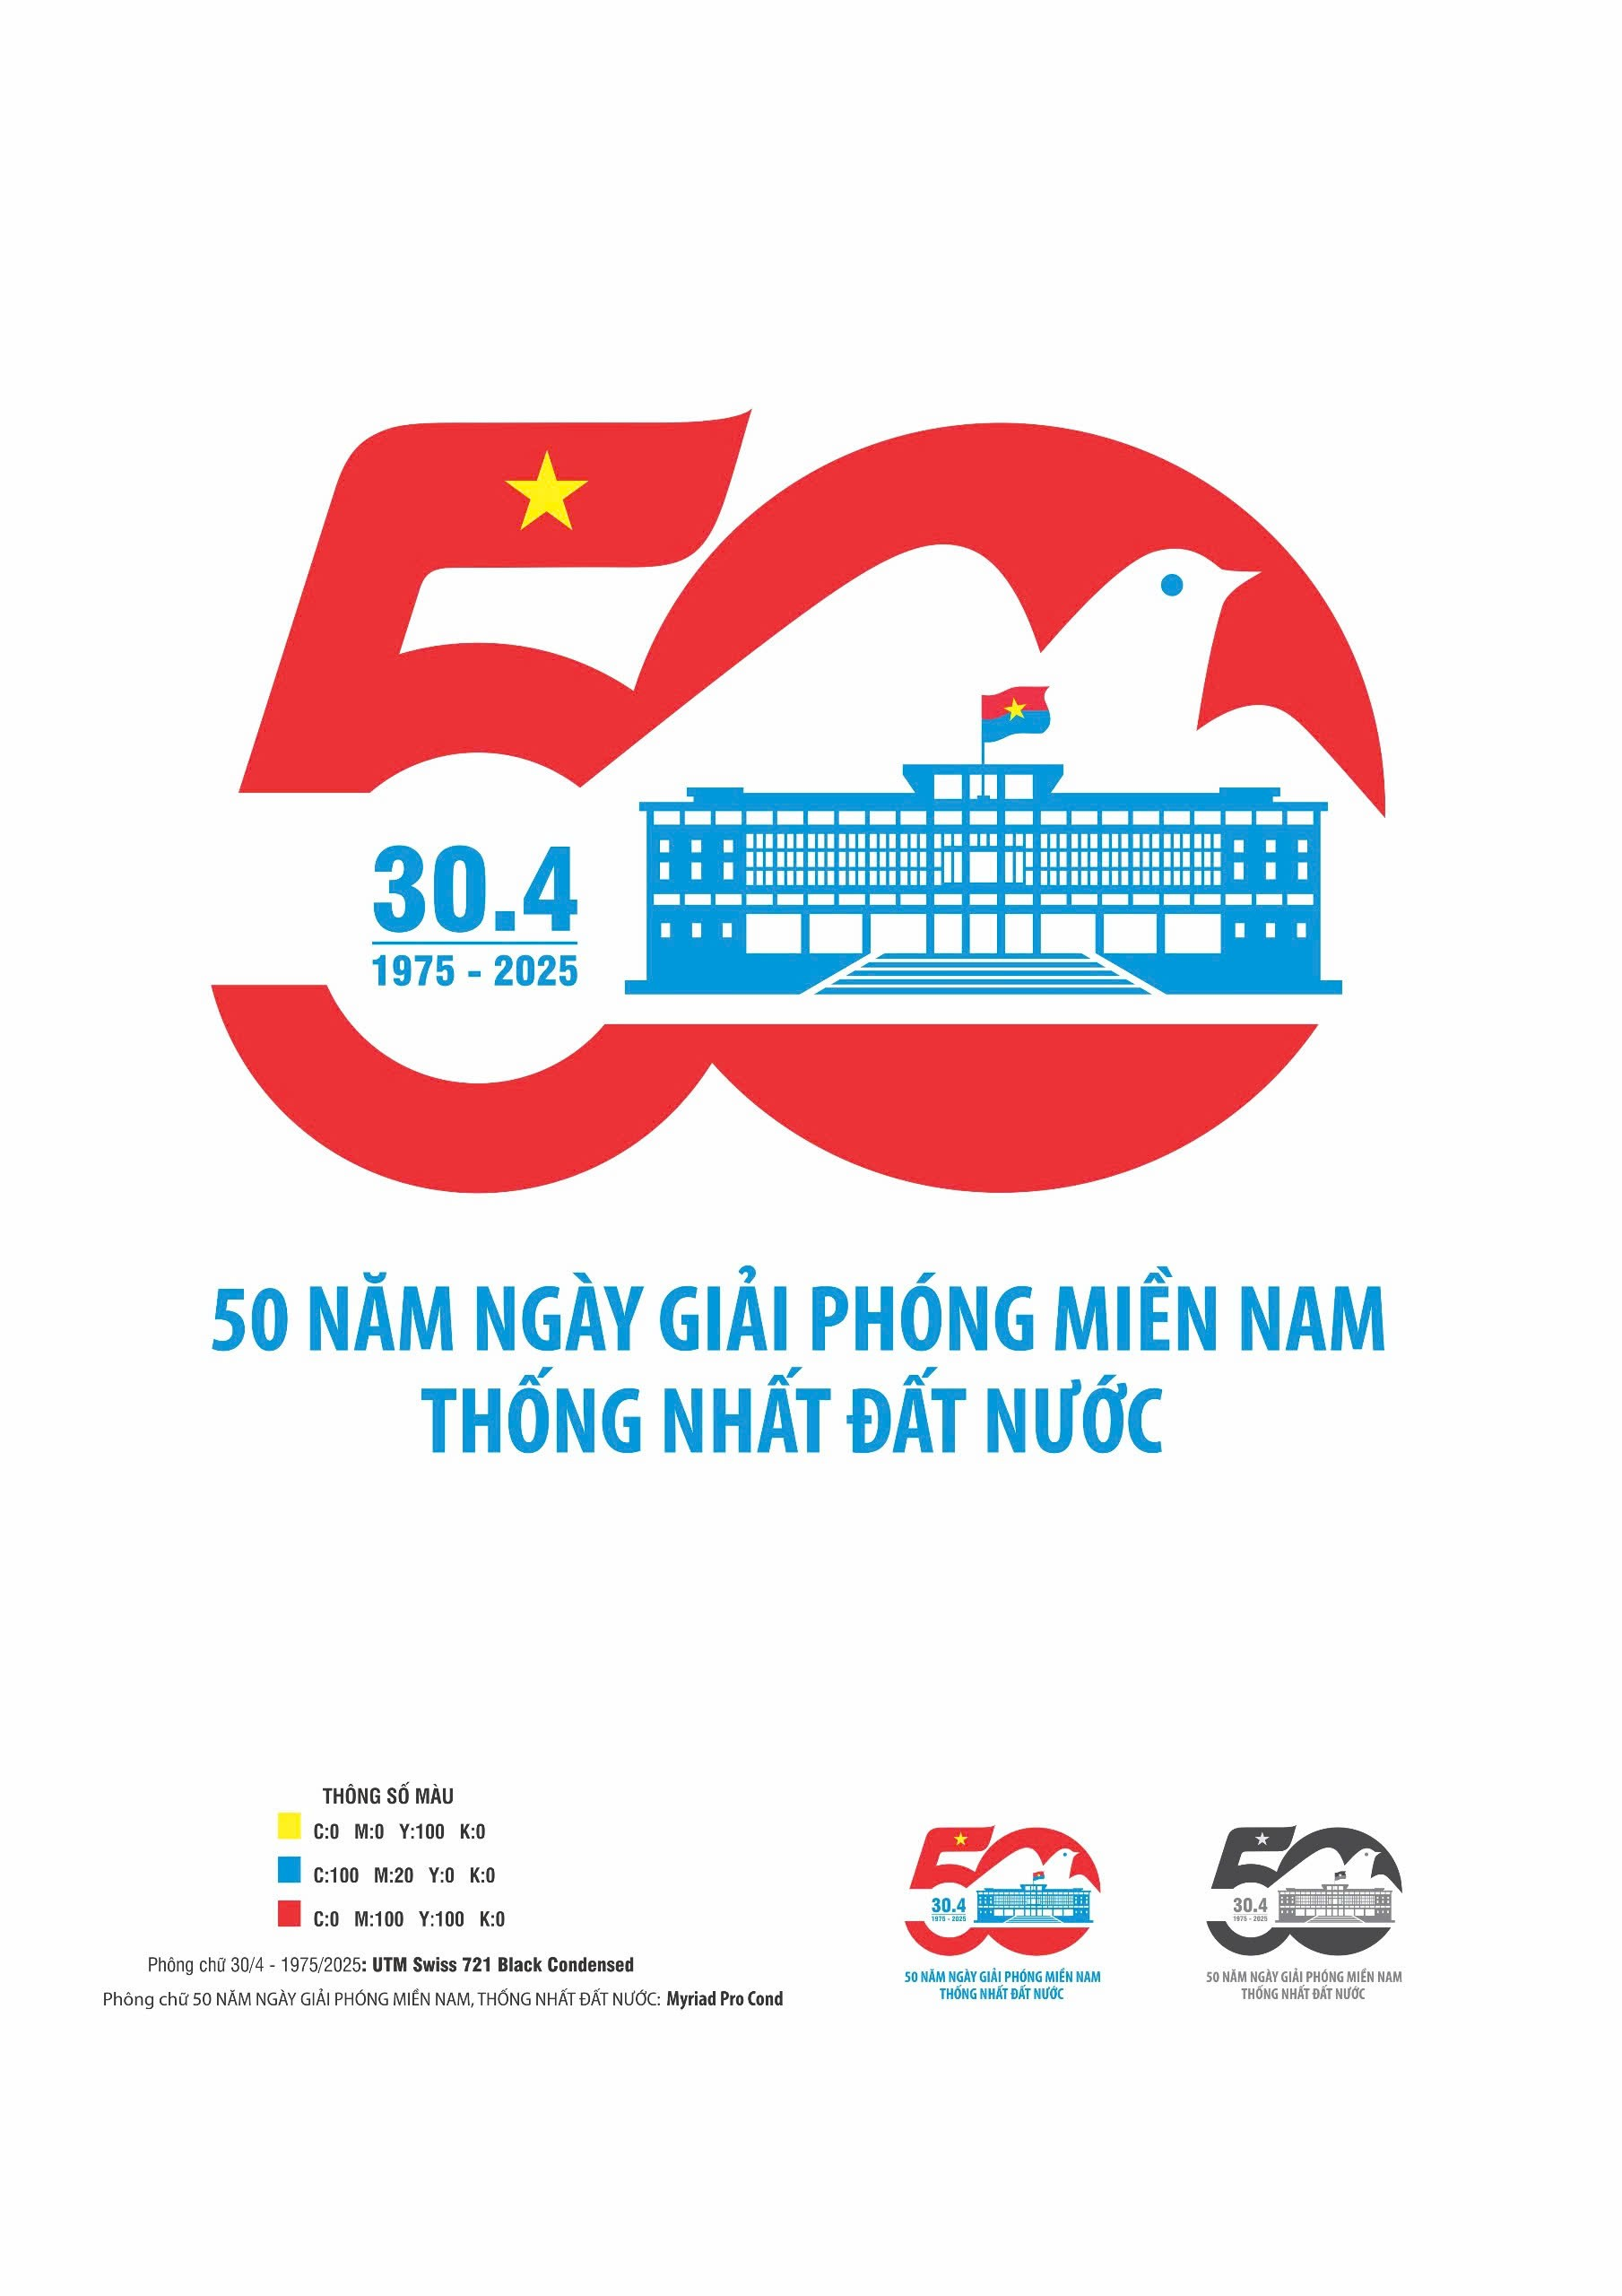 50
30.4
1975 - 2025
50 NĂM NGÀY GIẢI PHÓNG MIỀN NAM
THỐNG NHẤT ĐẤT NƯỚC
THÔNG SỐ MÀU
C:0 M:0 Y:100 K:0
C:100 M:20 Y:0 K:0
C:0 M:100 Y:100 K:0
Phông chữ 30/4 - 1975/2025: UTM Swiss 721 Black Condensed
Phông chữ 50 NĂM NGÀY GIẢI PHÓNG MIỀN NAM, THỐNG NHẤT ĐẤT NƯỚC: Myriad Pro Cond
50
30.4
1975 - 2025
50 NĂM NGÀY GIẢI PHÓNG MIỀN NAM
THỐNG NHẤT ĐẤT NƯỚC
50
30.4
1975 - 2025
50 NĂM NGÀY GIẢI PHÓNG MIỀN NAM
THỐNG NHẤT ĐẤT NƯỚC